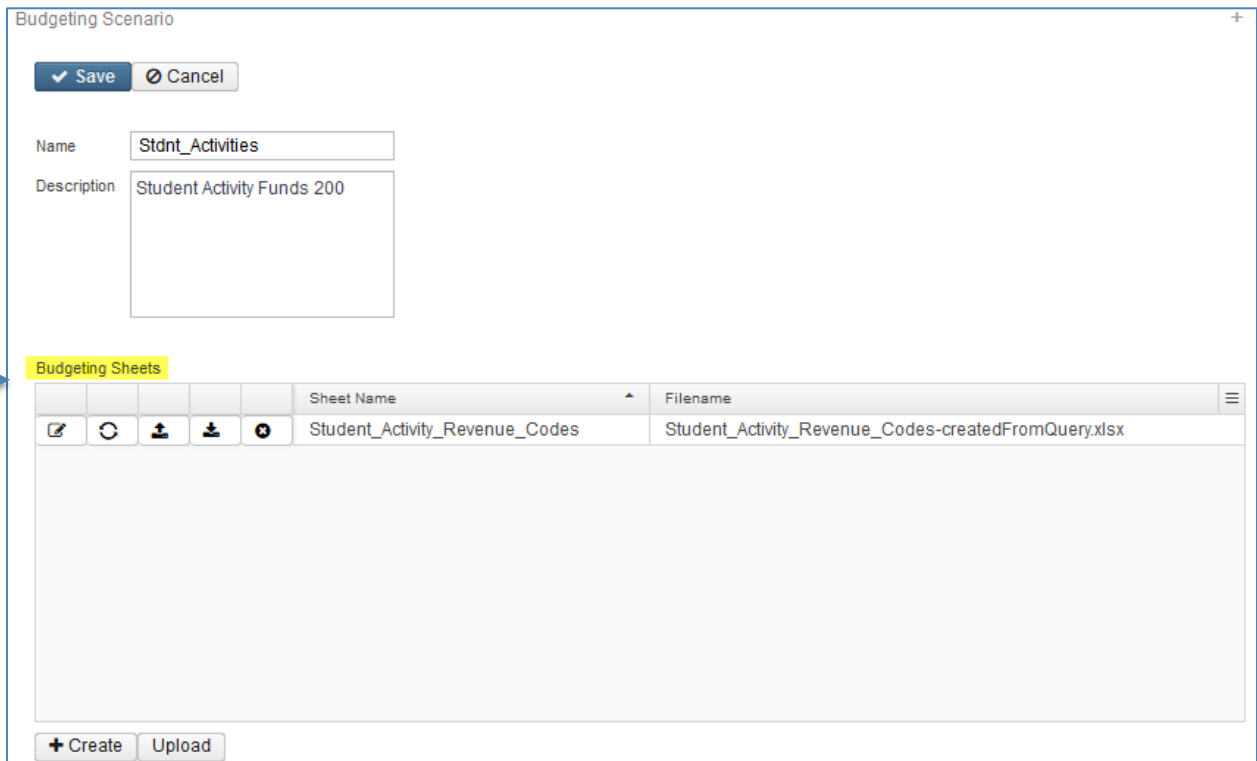 Budgeting Scenario
Save Cancel
Name Stdnt_Activities
Description Student Activity Funds 200
Budgeting Sheets
Sheet Name Filename
Student_Activity_Revenue_Codes Student_Activity_Revenue_Codes-createdFromQuery.xlsx
+ Create Upload